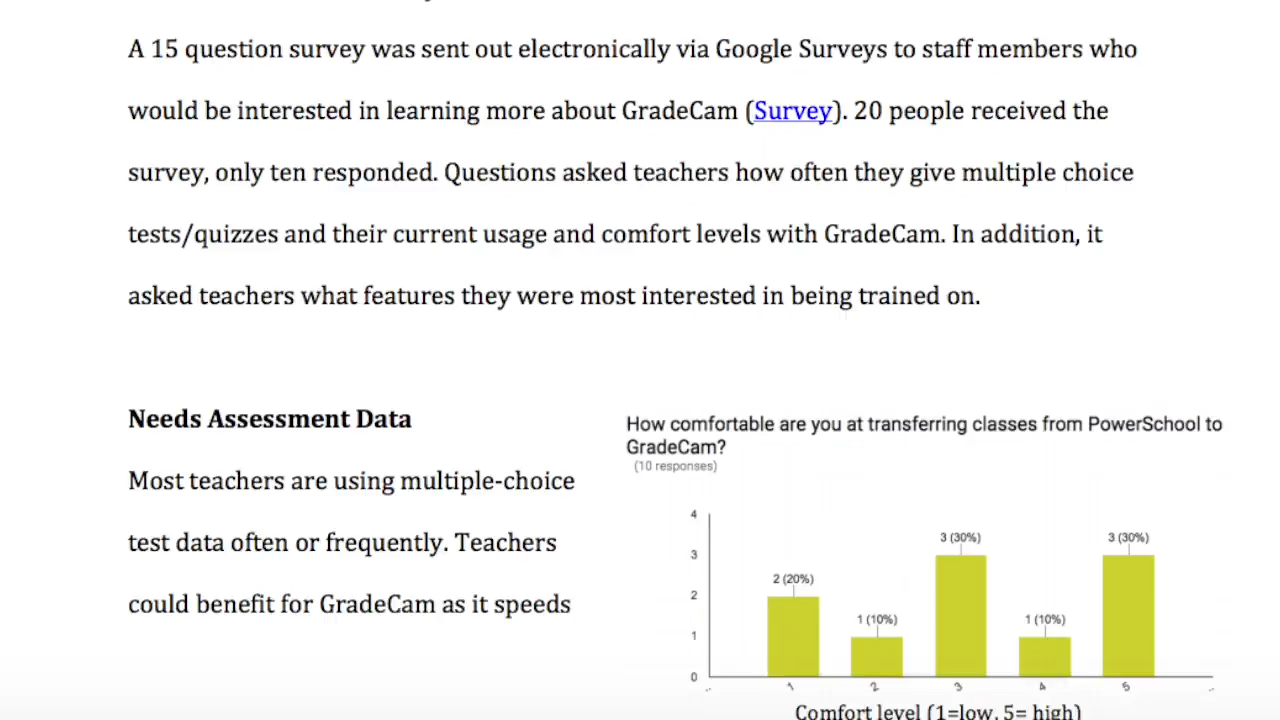 A 15 question survey was sent out electronically via Google Surveys to staff members who
would be interested in learning more about GradeCam (Survey). 20 people received the
survey, only ten responded. Questions asked teachers how often they give multiple choice
tests/quizzes and their current usage and comfort levels with GradeCam. In addition, it
asked teachers what features they were most interested in being trained on.
Needs Assessment Data
Most teachers are using multiple-choice
test data often or frequently. Teachers
could benefit for GradeCam as it speeds
How comfortable are you at transferring classes from PowerSchool to
GradeCam?
(10 responses)
4
3
2
1
0
2 (20%)
1 (10%)
3 (30%)
1 (10%)
3 (30%)
1 2 3 4 5
Comfort level (1=low, 5= high)